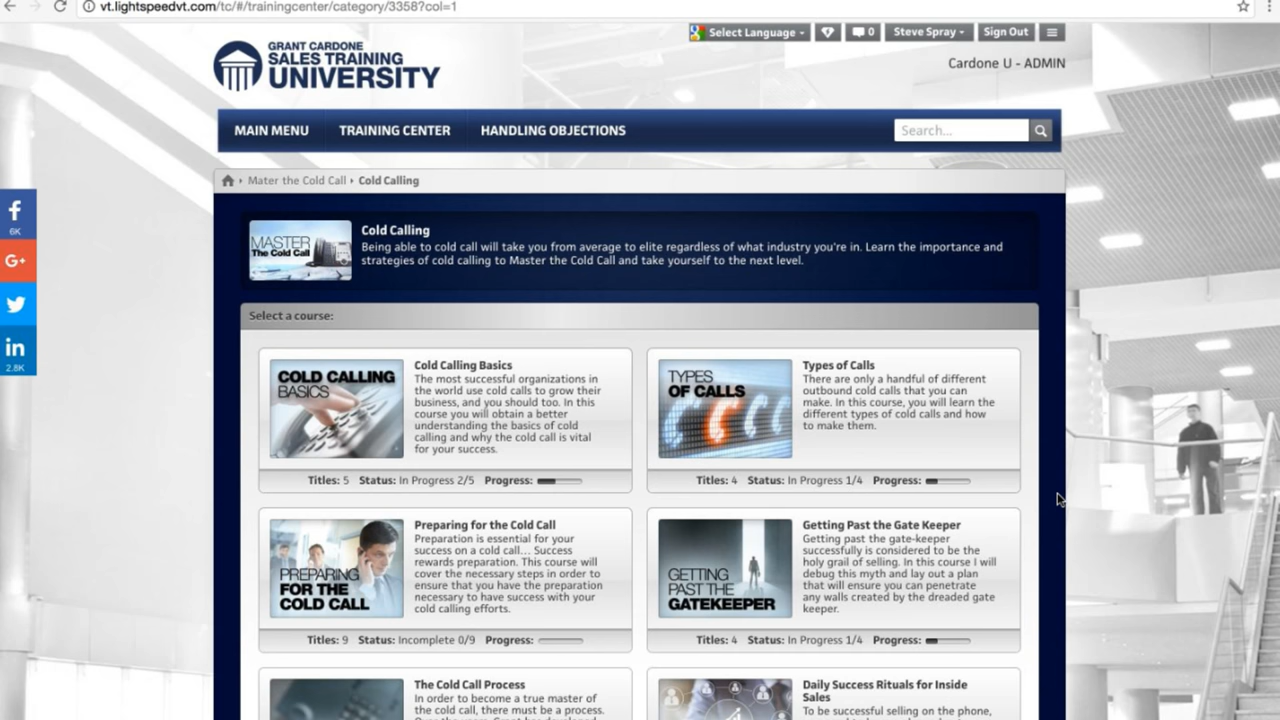 vt.lightspeedvt.com/tc/#/trainingcenter/category/3358?col=1
Select Language
0
Steve Spray
Sign Out
GRANT CARDONE
SALES TRAINING
UNIVERSITY
Cardone U - ADMIN
MAIN MENU
TRAINING CENTER
HANDLING OBJECTIONS
Search...
Mater the Cold Call
Cold Calling
6K
G+
in
2.8K
MASTER
The Cold Call
Cold Calling
Being able to cold call will take you from average to elite regardless of what industry you're in. Learn the importance and
strategies of cold calling to Master the Cold Call and take yourself to the next level.
Select a course:
COLD CALLING
BASICS
Cold Calling Basics
The most successful organizations in
the world use cold calls to grow their
business, and you should too. In this
course you will obtain a better
understanding the basics of cold
calling and why the cold call is vital
for your success.
Titles: 5 Status: In Progress 2/5 Progress:
TYPES
OF CALLS
Types of Calls
There are only a handful of different
outbound cold calls that you can
make. In this course, you will learn the
different types of cold calls and how
to make them.
Titles: 4 Status: In Progress 1/4 Progress:
PREPARING
FOR THE
COLD CALL
Preparing for the Cold Call
Preparation is essential for your
success on a cold call... Success
rewards preparation. This course will
cover the necessary steps in order to
ensure that you have the preparation
necessary to have success with your
cold calling efforts.
Titles: 9 Status: Incomplete 0/9 Progress:
GETTING
PAST THE
GATEKEEPER
Getting Past the Gate Keeper
Getting past the gate-keeper
successfully is considered to be the
holy grail of selling. In this course I will
debug this myth and lay out a plan
that will ensure you can penetrate
any walls created by the dreaded gate
keeper.
Titles: 4 Status: In Progress 1/4 Progress:
The Cold Call Process
In order to become a true master of
the cold call, there must be a process.
Daily Success Rituals for Inside
Sales
To be successful selling on the phone,